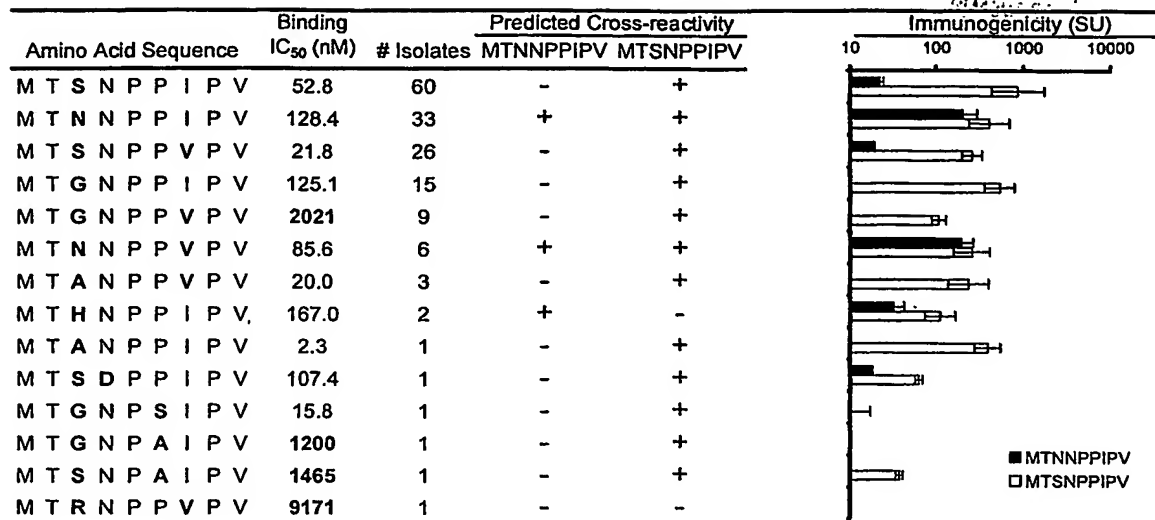 Binding Predicted Cross-reactivity Immunogenicity (SU)
Amino Acid Sequence IC50 (nM) # Isolates MTNNPPIPV MTSNPPIPV 10 100 1000 10000
M T S N P P I P V 52.8 60 - +
M T N N P P I P V 128.4 33 + +
M T S N P P V P V 21.8 26 - +
M T G N P P I P V 125.1 15 - +
M T G N P P V P V 2021 9 - +
M T N N P P V P V 85.6 6 + +
M T A N P P V P V 20.0 3 - +
M T H N P P I P V, 167.0 2 + -
M T A N P P I P V 2.3 1 - +
M T S D P P I P V 107.4 1 - +
M T G N P S I P V 15.8 1 - +
M T G N P A I P V 1200 1 - +
M T S N P A I P V 1465 1 - +
M T R N P P V P V 9171 1 - -
MTNNPPIPV
MTSNPPIPV